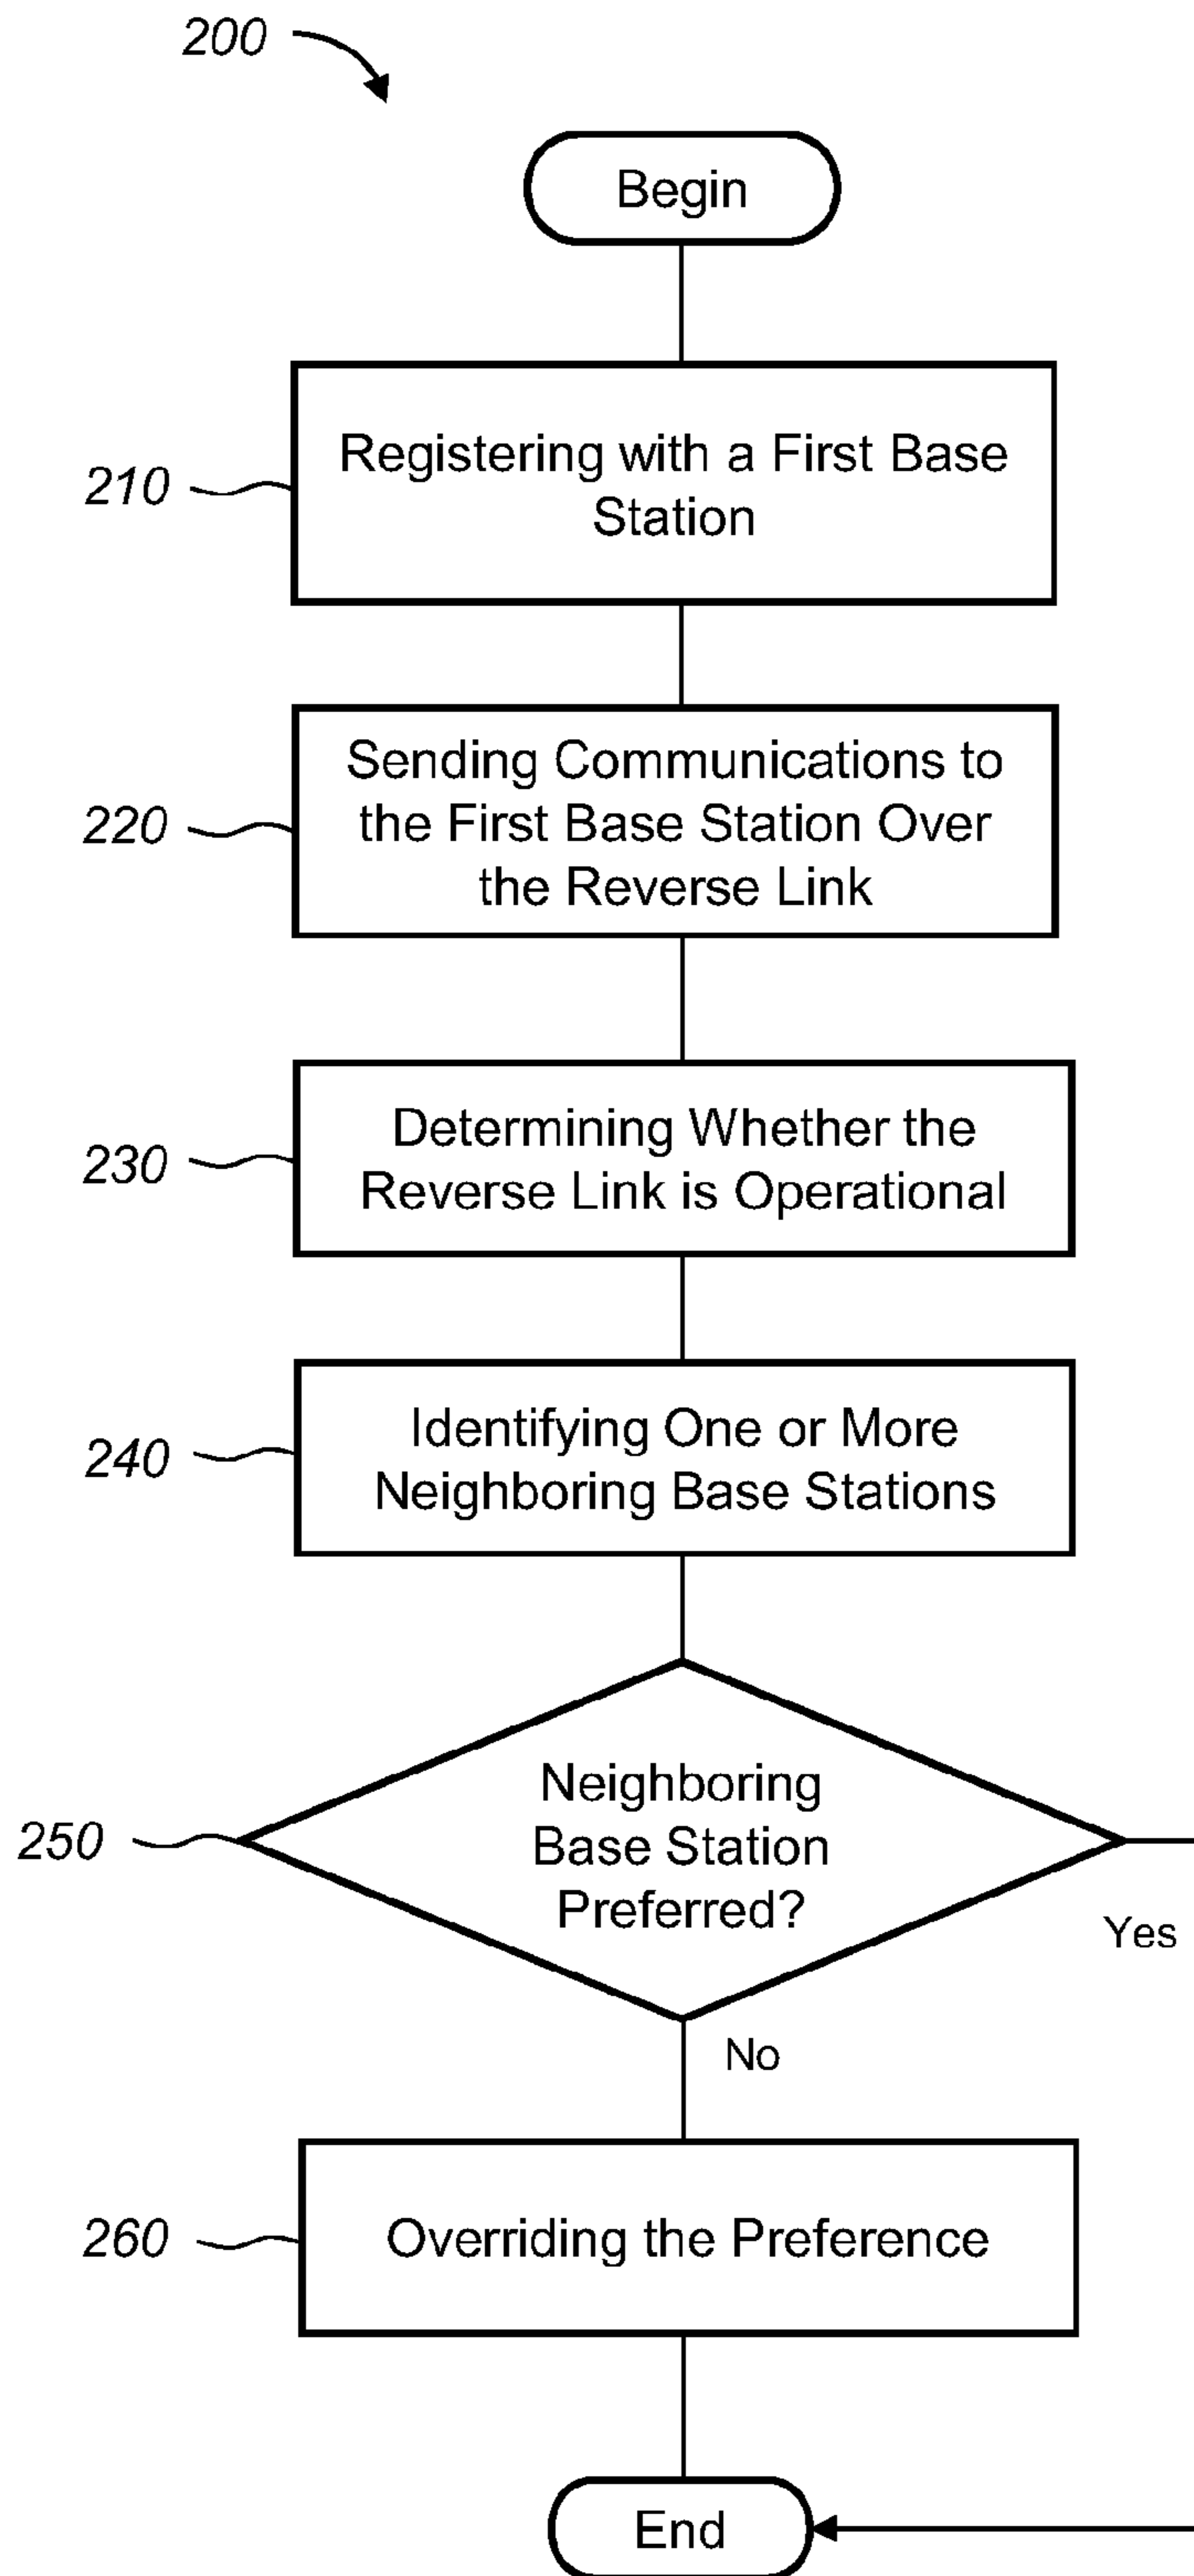 200
Begin
210
Registering with a First Base
Station
220
Sending Communications to
the First Base Station Over
the Reverse Link
230
Determining Whether the
Reverse Link is Operational
240
Identifying One or More
Neighboring Base Stations
250
Neighboring
Base Station
Preferred?
Yes
No
260
Overriding the Preference
End